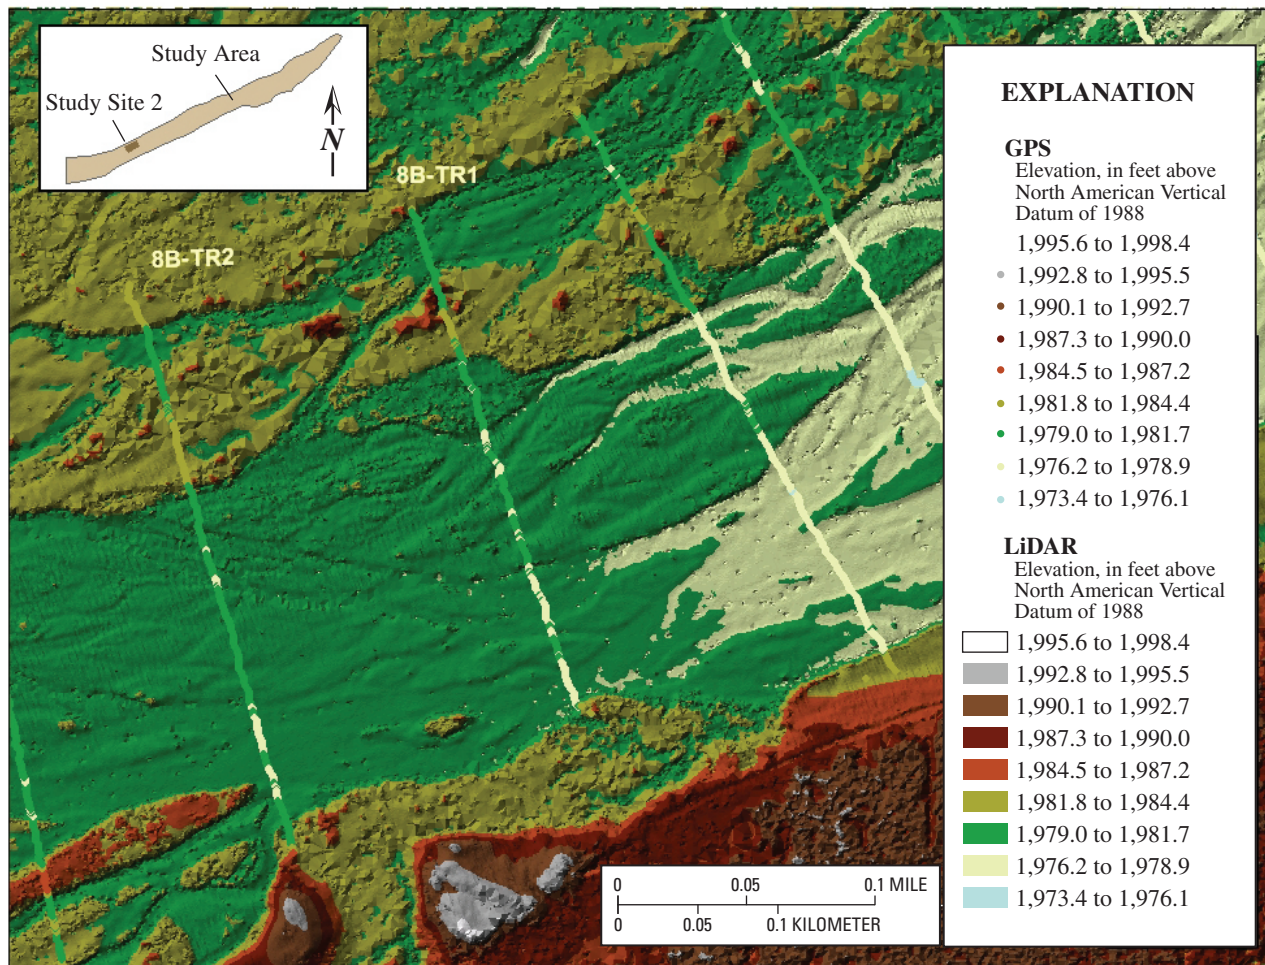 Study Area
Study Site 2
N
8B-TR1
8B-TR2
EXPLANATION
GPS
Elevation, in feet above
North American Vertical
Datum of 1988
1,995.6 to 1,998.4
1,992.8 to 1,995.5
1,990.1 to 1,992.7
1,987.3 to 1,990.0
1,984.5 to 1,987.2
1,981.8 to 1,984.4
1,979.0 to 1,981.7
1,976.2 to 1,978.9
1,973.4 to 1,976.1
LiDAR
Elevation, in feet above
North American Vertical
Datum of 1988
1,995.6 to 1,998.4
1,992.8 to 1,995.5
1,990.1 to 1,992.7
1,987.3 to 1,990.0
1,984.5 to 1,987.2
1,981.8 to 1,984.4
1,979.0 to 1,981.7
1,976.2 to 1,978.9
1,973.4 to 1,976.1
0 0.05 0.1 MILE
0 0.05 0.1 KILOMETER